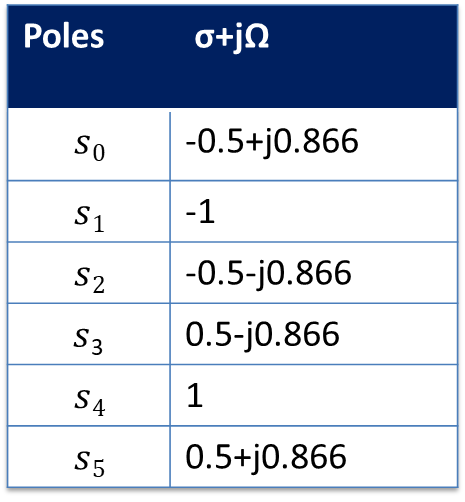 Poles σ+jΩ
s0 -0.5+j0.866
s1 -1
s2 -0.5-j0.866
s3 0.5-j0.866
s4 1
s5 0.5+j0.866